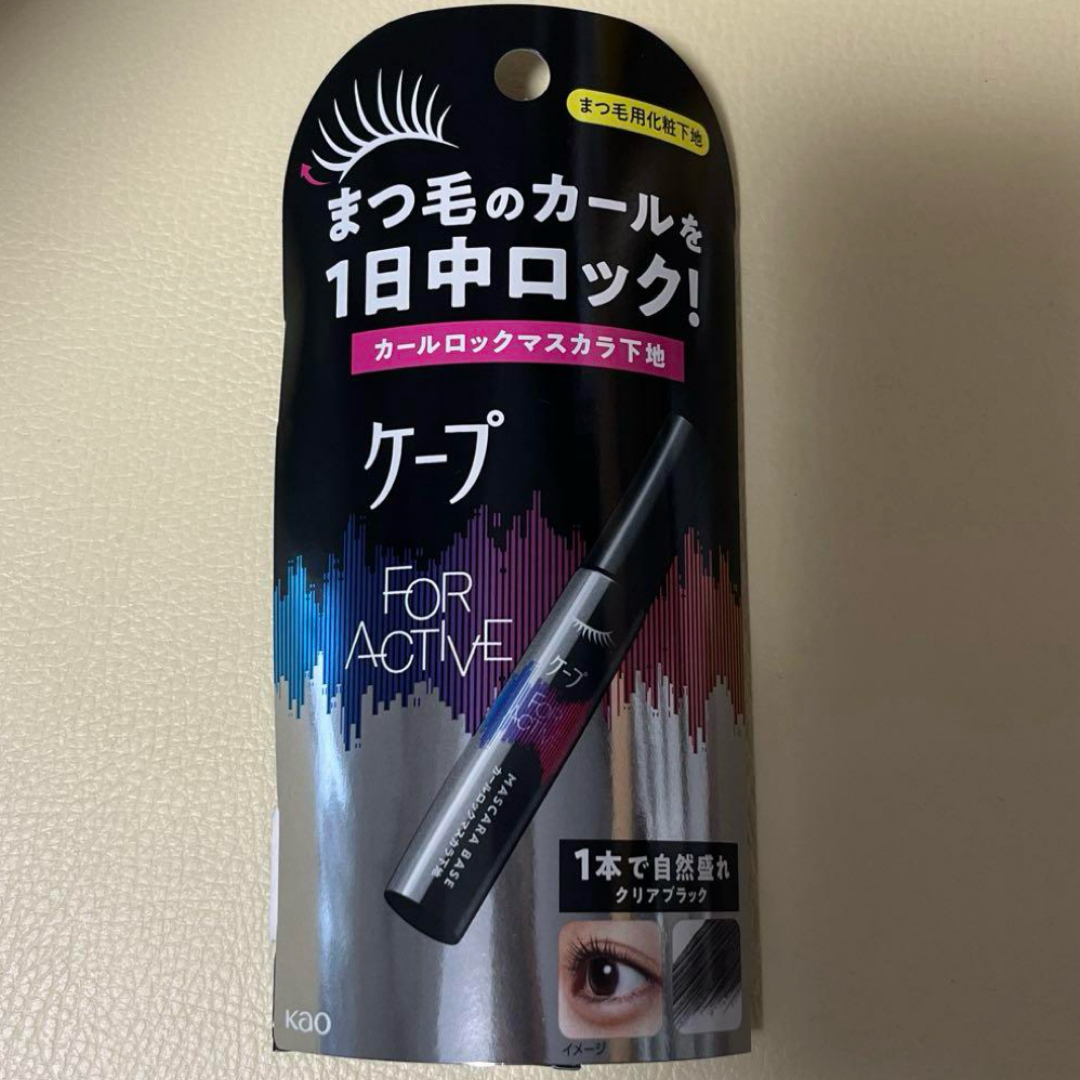 まつ毛用化粧下地
まつ毛のカールを
1日中ロック!
カールロックマスカラ下地
ケープ
FOR
ACTIVE
ケープ
FOR
ACTIVE
MASCARA BASE
カールロックマスカラ下地
1本で自然盛れ
クリアブラック
イメージ
Kao